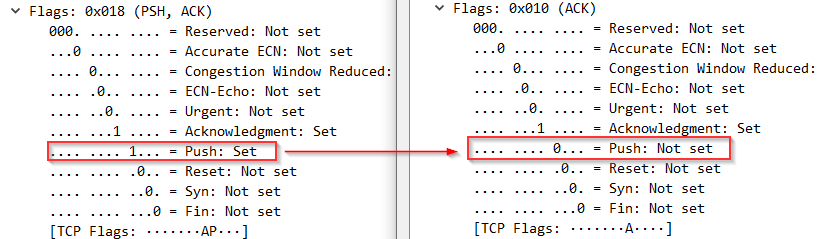 Flags: 0x018 (PSH, ACK)
000. .... .... = Reserved: Not set
...0 .... .... = Accurate ECN: Not set
.... 0... .... = Congestion Window Reduced:
.... .0.. .... = ECN-Echo: Not set
.... ..0. .... = Urgent: Not set
.... ...1 .... = Acknowledgment: Set
.... .... 1... = Push: Set
.... .... .0.. = Reset: Not set
.... .... ..0. = Syn: Not set
.... .... ...0 = Fin: Not set
[TCP Flags: ·······AP···]
Flags: 0x010 (ACK)
000. .... .... = Reserved: Not set
...0 .... .... = Accurate ECN: Not set
.... 0... .... = Congestion Window Reduced:
.... .0.. .... = ECN-Echo: Not set
.... ..0. .... = Urgent: Not set
.... ...1 .... = Acknowledgment: Set
.... .... 0... = Push: Not set
.... .... .0.. = Reset: Not set
.... .... ..0. = Syn: Not set
.... .... ...0 = Fin: Not set
[TCP Flags: ·······A····]